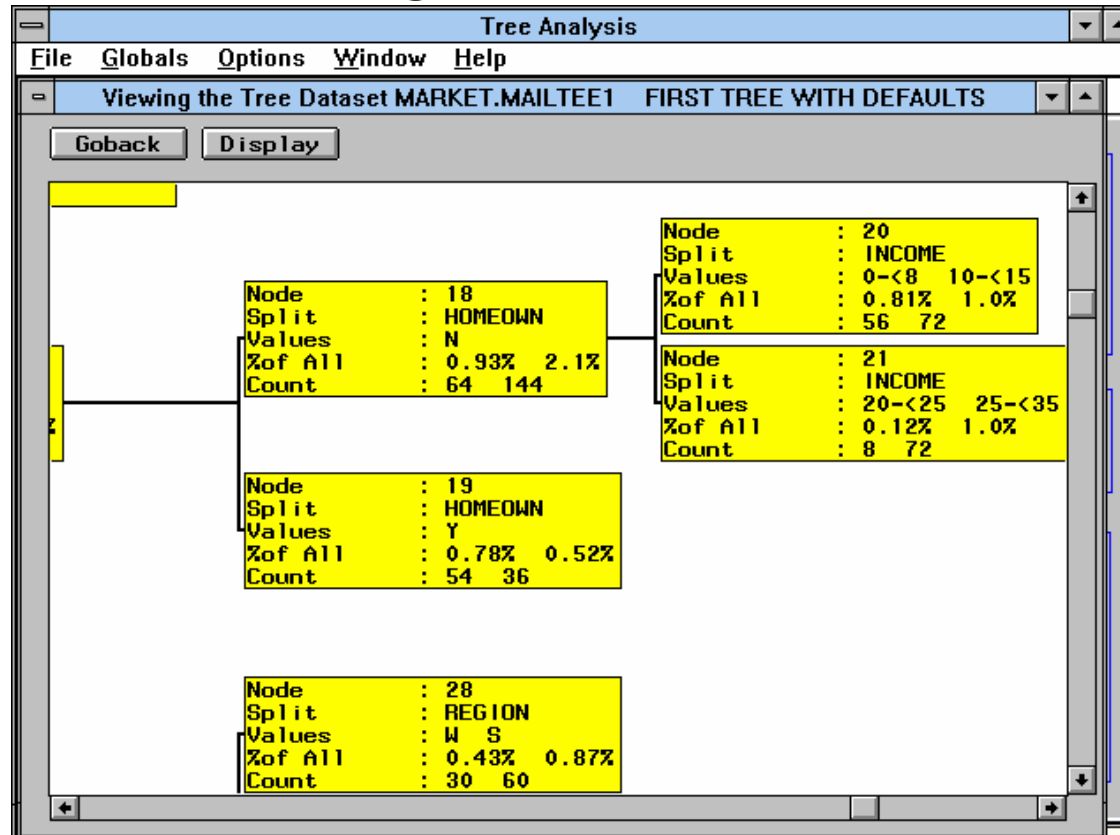 Tree Analysis
File Globals Options Window Help
Viewing the Tree Dataset MARKET.MAILTEE1 FIRST TREE WITH DEFAULTS
Goback Display
Node : 18
Split : HOMEOWN
Values : N
%of All : 0.93% 2.1%
Count : 64 144
Node : 20
Split : INCOME
Values : 0-<8 10-<15
%of All : 0.81% 1.0%
Count : 56 72
Node : 21
Split : INCOME
Values : 20-<25 25-<35
%of All : 0.12% 1.0%
Count : 8 72
Node : 19
Split : HOMEOWN
Values : Y
%of All : 0.78% 0.52%
Count : 54 36
Node : 28
Split : REGION
Values : W S
%of All : 0.43% 0.87%
Count : 30 60